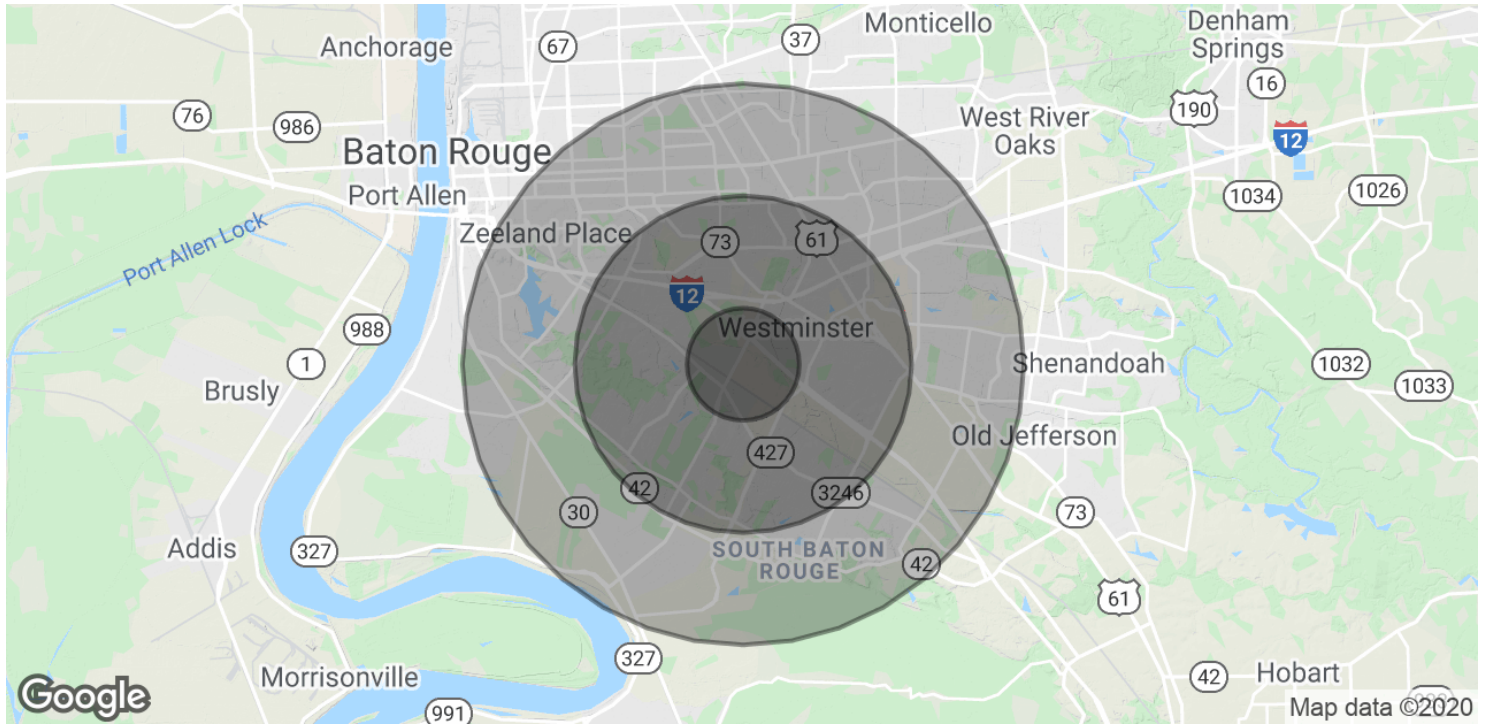 Monticello
Denham
Springs
Anchorage
67
37
16
76
986
190
West River
Oaks
12
Baton Rouge
Port Allen
1034
1026
Zeeland Place
73
61
Port Allen Lock
12
988
Westminster
1
Shenandoah
1032
1033
Brusly
Old Jefferson
427
42
3246
30
73
Addis
327
SOUTH BATON
ROUGE
42
61
327
Morrisonville
42
Hobart
991
Google
Map data ©2020